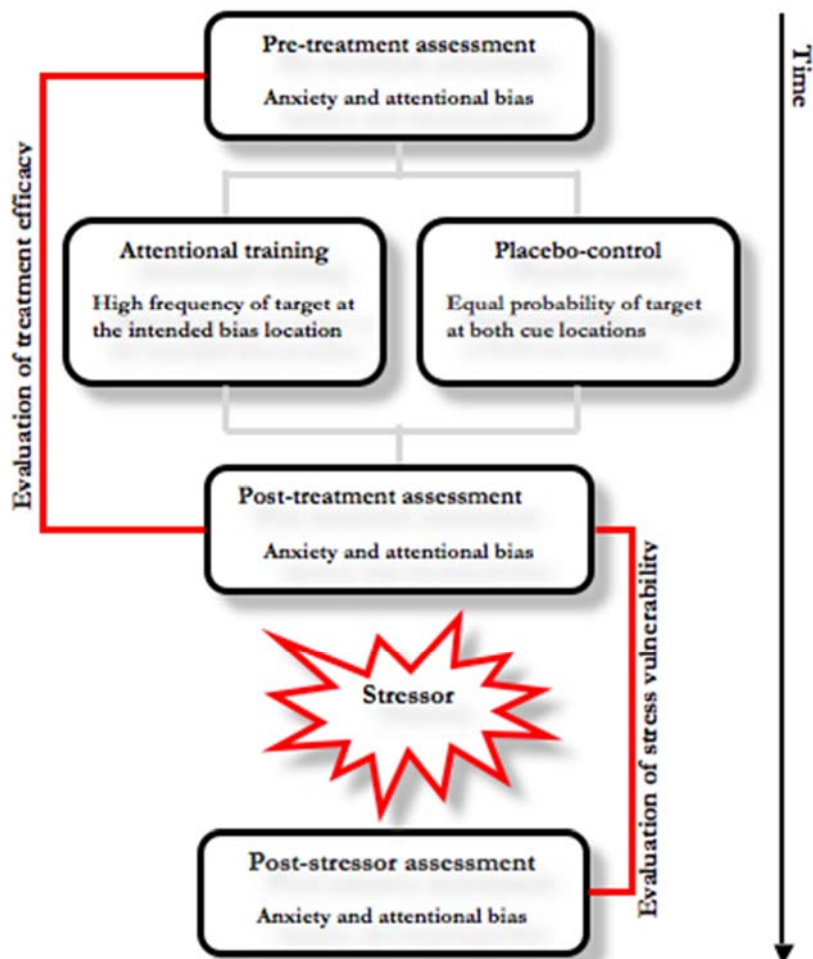 Pre-treatment assessment
Anxiety and attentional bias
Time
Evaluation of treatment efficacy
Attentional training
High frequency of target at
the intended bias location
Placebo-control
Equal probability of target
at both cue locations
Post-treatment assessment
Anxiety and attentional bias
Evaluation of stress vulnerability
Stressor
Post-stressor assessment
Anxiety and attentional bias